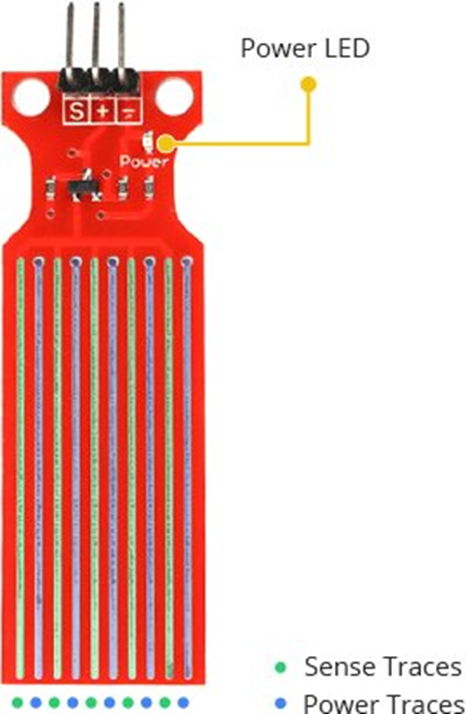 Power LED
S + −
Power
Sense Traces
Power Traces